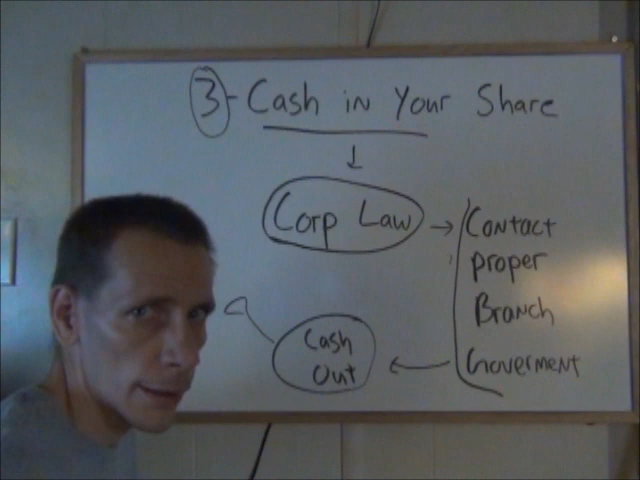 3- Cash in Your Share
Corp Law
Contact
Proper
Branch
Goverment
Cash
Out